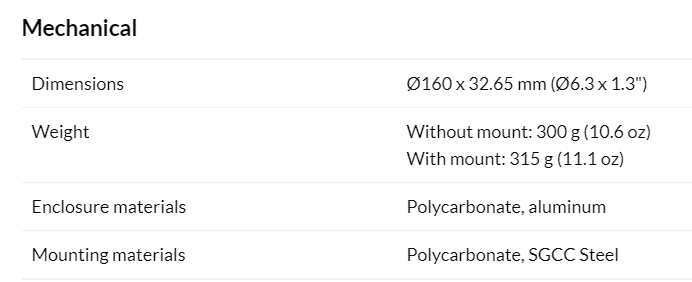 Mechanical
Dimensions
Ø160 x 32.65 mm (Ø6.3 x 1.3")
Weight
Without mount: 300 g (10.6 oz)
With mount: 315 g (11.1 oz)
Enclosure materials
Polycarbonate, aluminum
Mounting materials
Polycarbonate, SGCC Steel